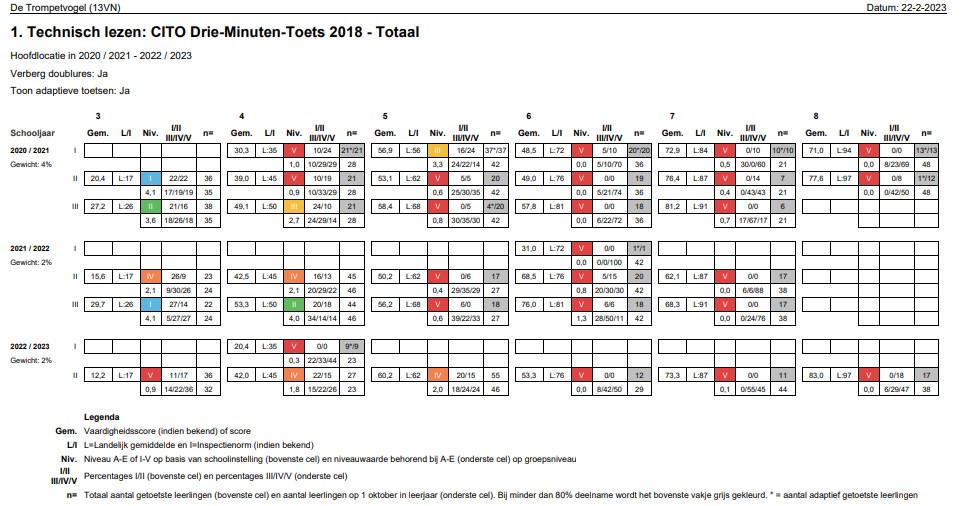 De Trompetvogel (13VN) Datum: 22-2-2023
1. Technisch lezen: CITO Drie-Minuten-Toets 2018 - Totaal
Hoofdlocatie in 2020 / 2021 - 2022 / 2023
Verberg doublures: Ja
Toon adaptieve toetsen: Ja
3 4 5 6 7 8
Schooljaar Gem. L/I Niv. I/II III/IV/V n= Gem. L/I Niv. I/II III/IV/V n= Gem. L/I Niv. I/II III/IV/V n= Gem. L/I Niv. I/II III/IV/V n= Gem. L/I Niv. I/II III/IV/V n= Gem. L/I Niv. I/II III/IV/V n=
2020 / 2021 I 30,3 L:35 V 10/24 21*/21 56,9 L:56 III 16/24 37*/37 48,5 L:72 V 5/10 20*/20 72,9 L:84 V 0/10 10*/10 71,0 L:94 V 0/0 13*/13
Gewicht: 4% 1,0 10/29/29 28 3,3 24/22/14 42 0,0 5/10/70 36 0,5 30/0/60 21 0,0 8/23/69 48
II 20,4 L:17 I 22/22 36 39,0 L:45 V 10/19 21 53,1 L:62 V 5/5 20 49,0 L:76 V 0/0 19 76,4 L:87 V 0/14 7 77,6 L:97 V 0/8 1*/12
4,1 17/19/19 35 0,9 10/33/29 28 0,6 25/30/35 42 0,0 5/21/74 36 0,4 0/43/43 21 0,0 0/42/50 48
III 27,2 L:26 II 21/16 38 49,1 L:50 III 24/10 21 58,4 L:68 V 0/5 4*/20 57,8 L:81 V 0/0 18 81,2 L:91 V 0/0 6
3,6 18/26/18 35 2,7 24/29/14 28 0,8 30/35/30 42 0,0 6/22/72 36 0,0 17/67/17 21
2021 / 2022 I 31,0 L:72 V 0/0 1*/1
Gewicht: 2% 0,0 0/0/100 42
II 15,6 L:17 IV 26/9 23 42,5 L:45 IV 16/13 45 50,2 L:62 V 0/6 17 68,5 L:76 V 5/15 20 62,1 L:87 V 0/0 17
2,1 9/30/26 24 2,1 20/29/22 46 0,4 29/35/29 27 0,8 20/30/30 42 0,0 6/6/88 38
III 29,7 L:26 I 27/14 22 53,3 L:50 II 20/18 44 56,2 L:68 V 6/0 18 76,0 L:81 V 6/6 18 68,3 L:91 V 0/0 17
4,1 5/27/27 24 4,0 34/14/14 46 0,6 39/22/33 27 1,3 28/50/11 42 0,0 0/24/76 38
2022 / 2023 I 20,4 L:35 V 0/0 9*/9
Gewicht: 2% 0,3 22/33/44 23
II 12,2 L:17 V 11/17 36 42,0 L:45 IV 22/15 27 60,2 L:62 IV 20/15 55 53,3 L:76 V 0/0 12 73,3 L:87 V 0/0 11 83,0 L:97 V 0/18 17
0,9 14/22/36 32 1,8 15/22/26 23 2,0 18/24/24 46 0,0 8/42/50 29 0,1 0/55/45 44 0,0 6/29/47 38
Legenda
Gem. Vaardigheidsscore (indien bekend) of score
L/I L=Landelijk gemiddelde en I=Inspectienorm (indien bekend)
Niv. Niveau A-E of I-V op basis van schoolinstelling (bovenste cel) en niveauwaarde behorend bij A-E (onderste cel) op groepsniveau
I/II
III/IV/V Percentages I/II (bovenste cel) en percentages III/IV/V (onderste cel)
n= Totaal aantal getoetste leerlingen (bovenste cel) en aantal leerlingen op 1 oktober in leerjaar (onderste cel). Bij minder dan 80% deelname wordt het bovenste vakje grijs gekleurd. * = aantal adaptief getoetste leerlingen